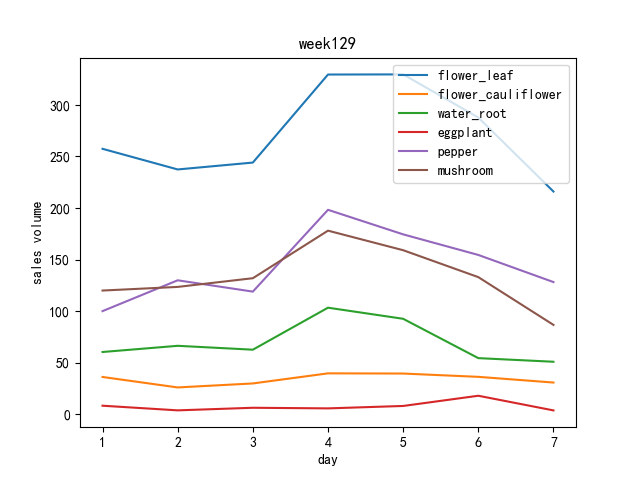 week129
flower_leaf
flower_cauliflower
water_root
eggplant
pepper
mushroom
300
250
200
150
100
50
0
sales volume
1 2 3 4 5 6 7
day